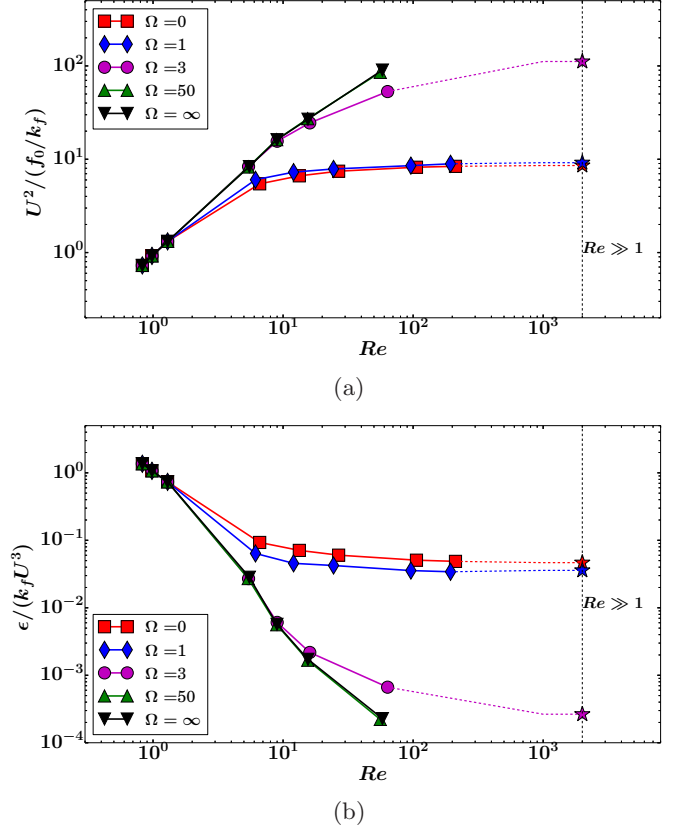 Ω = 0
Ω = 1
Ω = 3
Ω = 50
Ω = ∞
10²
10¹
10⁰
U²/(f₀/k_f)
Re ≫ 1
10⁰ 10¹ 10² 10³
Re
(a)
10⁰
10⁻¹
10⁻²
10⁻³
10⁻⁴
ϵ/(k_f U³)
Re ≫ 1
Ω = 0
Ω = 1
Ω = 3
Ω = 50
Ω = ∞
10⁰ 10¹ 10² 10³
Re
(b)